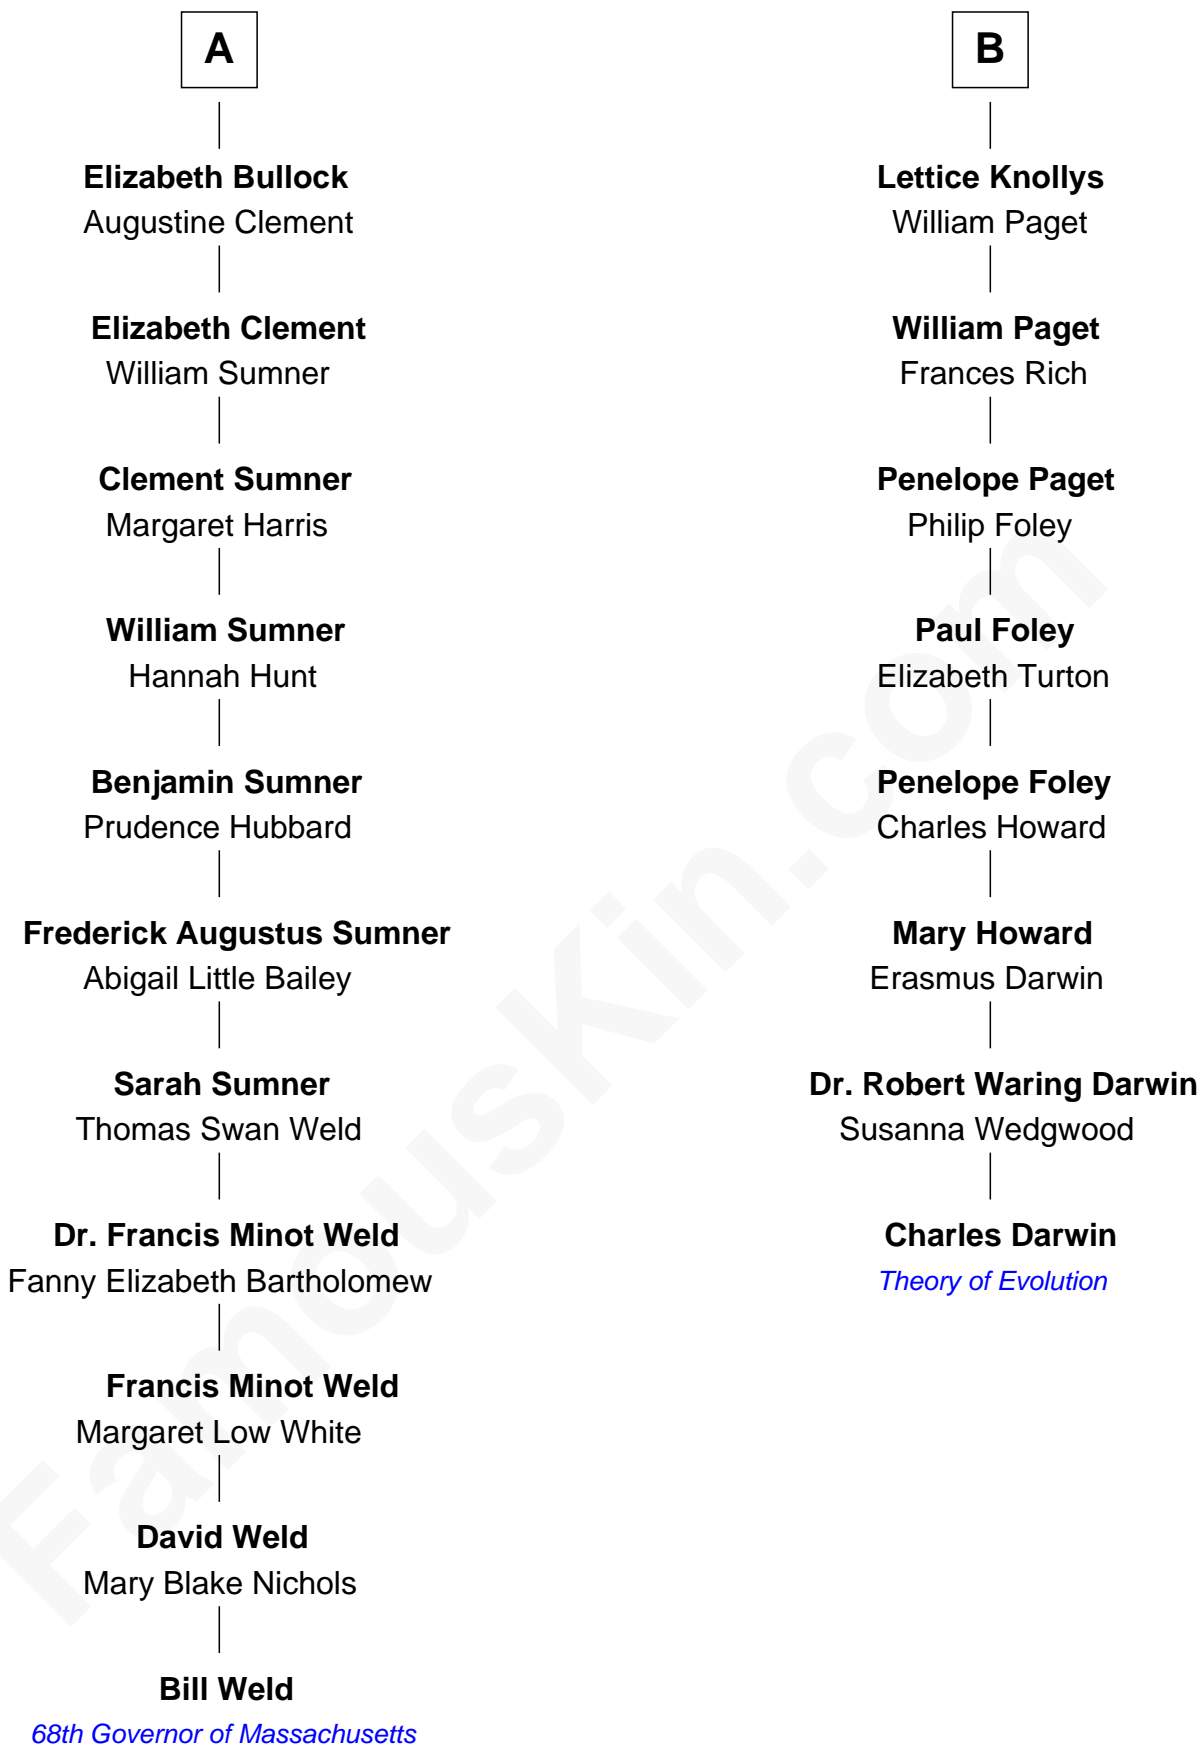 A
Elizabeth Bullock
Augustine Clement
Elizabeth Clement
William Sumner
Clement Sumner
Margaret Harris
William Sumner
Hannah Hunt
Benjamin Sumner
Prudence Hubbard
Frederick Augustus Sumner
Abigail Little Bailey
Sarah Sumner
Thomas Swan Weld
Dr. Francis Minot Weld
Fanny Elizabeth Bartholomew
Francis Minot Weld
Margaret Low White
David Weld
Mary Blake Nichols
Bill Weld
68th Governor of Massachusetts
B
Lettice Knollys
William Paget
William Paget
Frances Rich
Penelope Paget
Philip Foley
Paul Foley
Elizabeth Turton
Penelope Foley
Charles Howard
Mary Howard
Erasmus Darwin
Dr. Robert Waring Darwin
Susanna Wedgwood
Charles Darwin
Theory of Evolution
FamousKin.com